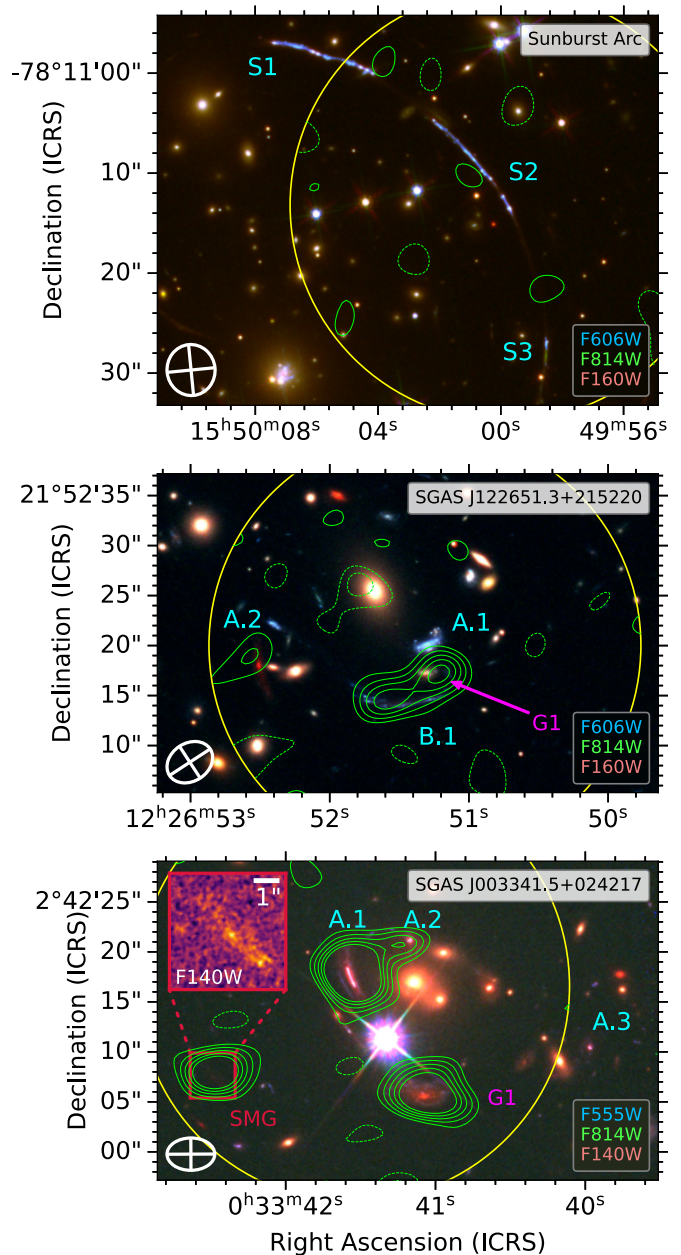 Sunburst Arc
S1
-78°11'00"
10"
S2
Declination (ICRS)
20"
S3
30"
F606W
F814W
F160W
15ʰ50ᵐ08ˢ 04ˢ 00ˢ 49ᵐ56ˢ
21°52'35"
SGAS J122651.3+215220
30"
25"
A.2
A.1
20"
Declination (ICRS)
15"
G1
B.1
10"
F606W
F814W
F160W
12ʰ26ᵐ53ˢ 52ˢ 51ˢ 50ˢ
2°42'25"
1"
SGAS J003341.5+024217
A.1
A.2
20"
F140W
15"
Declination (ICRS)
A.3
10"
05"
SMG
G1
F555W
F814W
F140W
00"
0ʰ33ᵐ42ˢ 41ˢ 40ˢ
Right Ascension (ICRS)